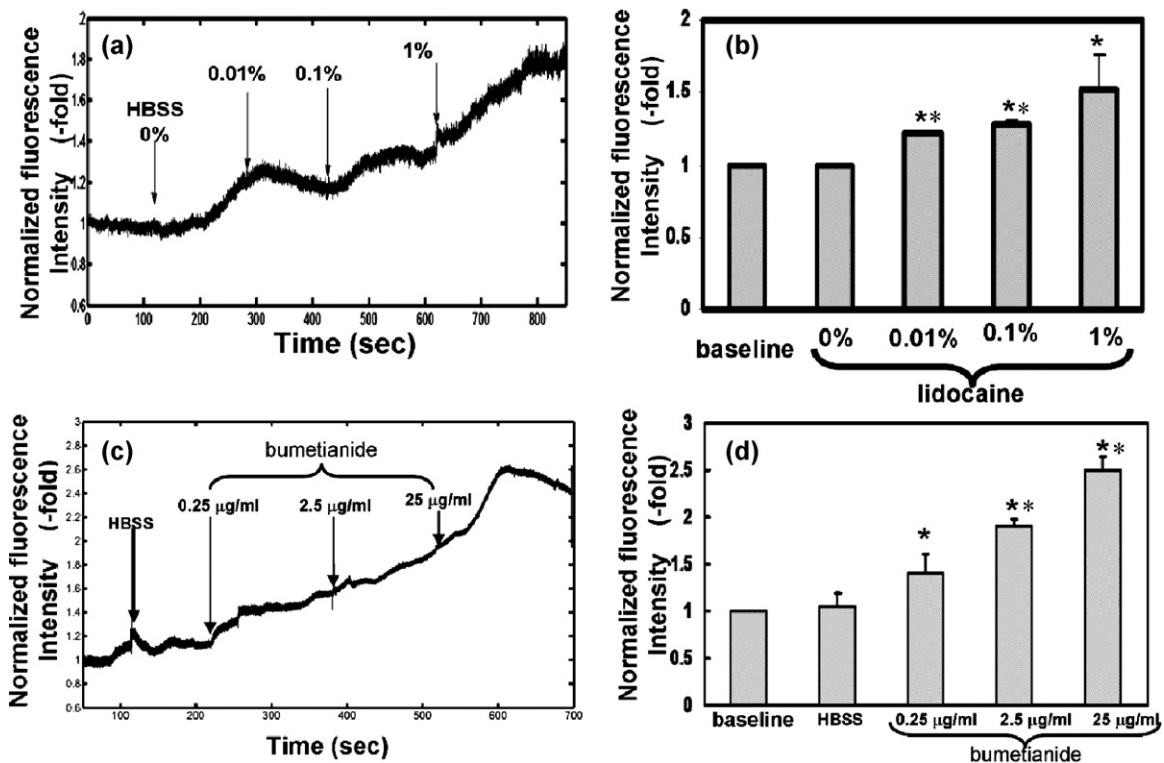 (a)
Normalized fluorescence
Intensity (-fold)
2
1.8
1.6
1.4
1.2
1
0.8
0.6
HBSS
0%
0.01%
0.1%
1%
0 100 200 300 400 500 600 700 800
Time (sec)
(b)
Normalized fluorescence
Intensity (-fold)
2
1.5
1
0.5
0
** ** *
baseline 0% 0.01% 0.1% 1%
lidocaine
(c)
Normalized fluorescence
Intensity (-fold)
3
2.8
2.6
2.4
2.2
2
1.8
1.6
1.4
1.2
1
0.8
0.6
bumetianide
HBSS
0.25 µg/ml
2.5 µg/ml
25 µg/ml
100 200 300 400 500 600 700
Time (sec)
(d)
Normalized fluorescence
Intensity (-fold)
3
2.5
2
1.5
1
0.5
0
* ** **
baseline HBSS 0.25 µg/ml 2.5 µg/ml 25 µg/ml
bumetianide